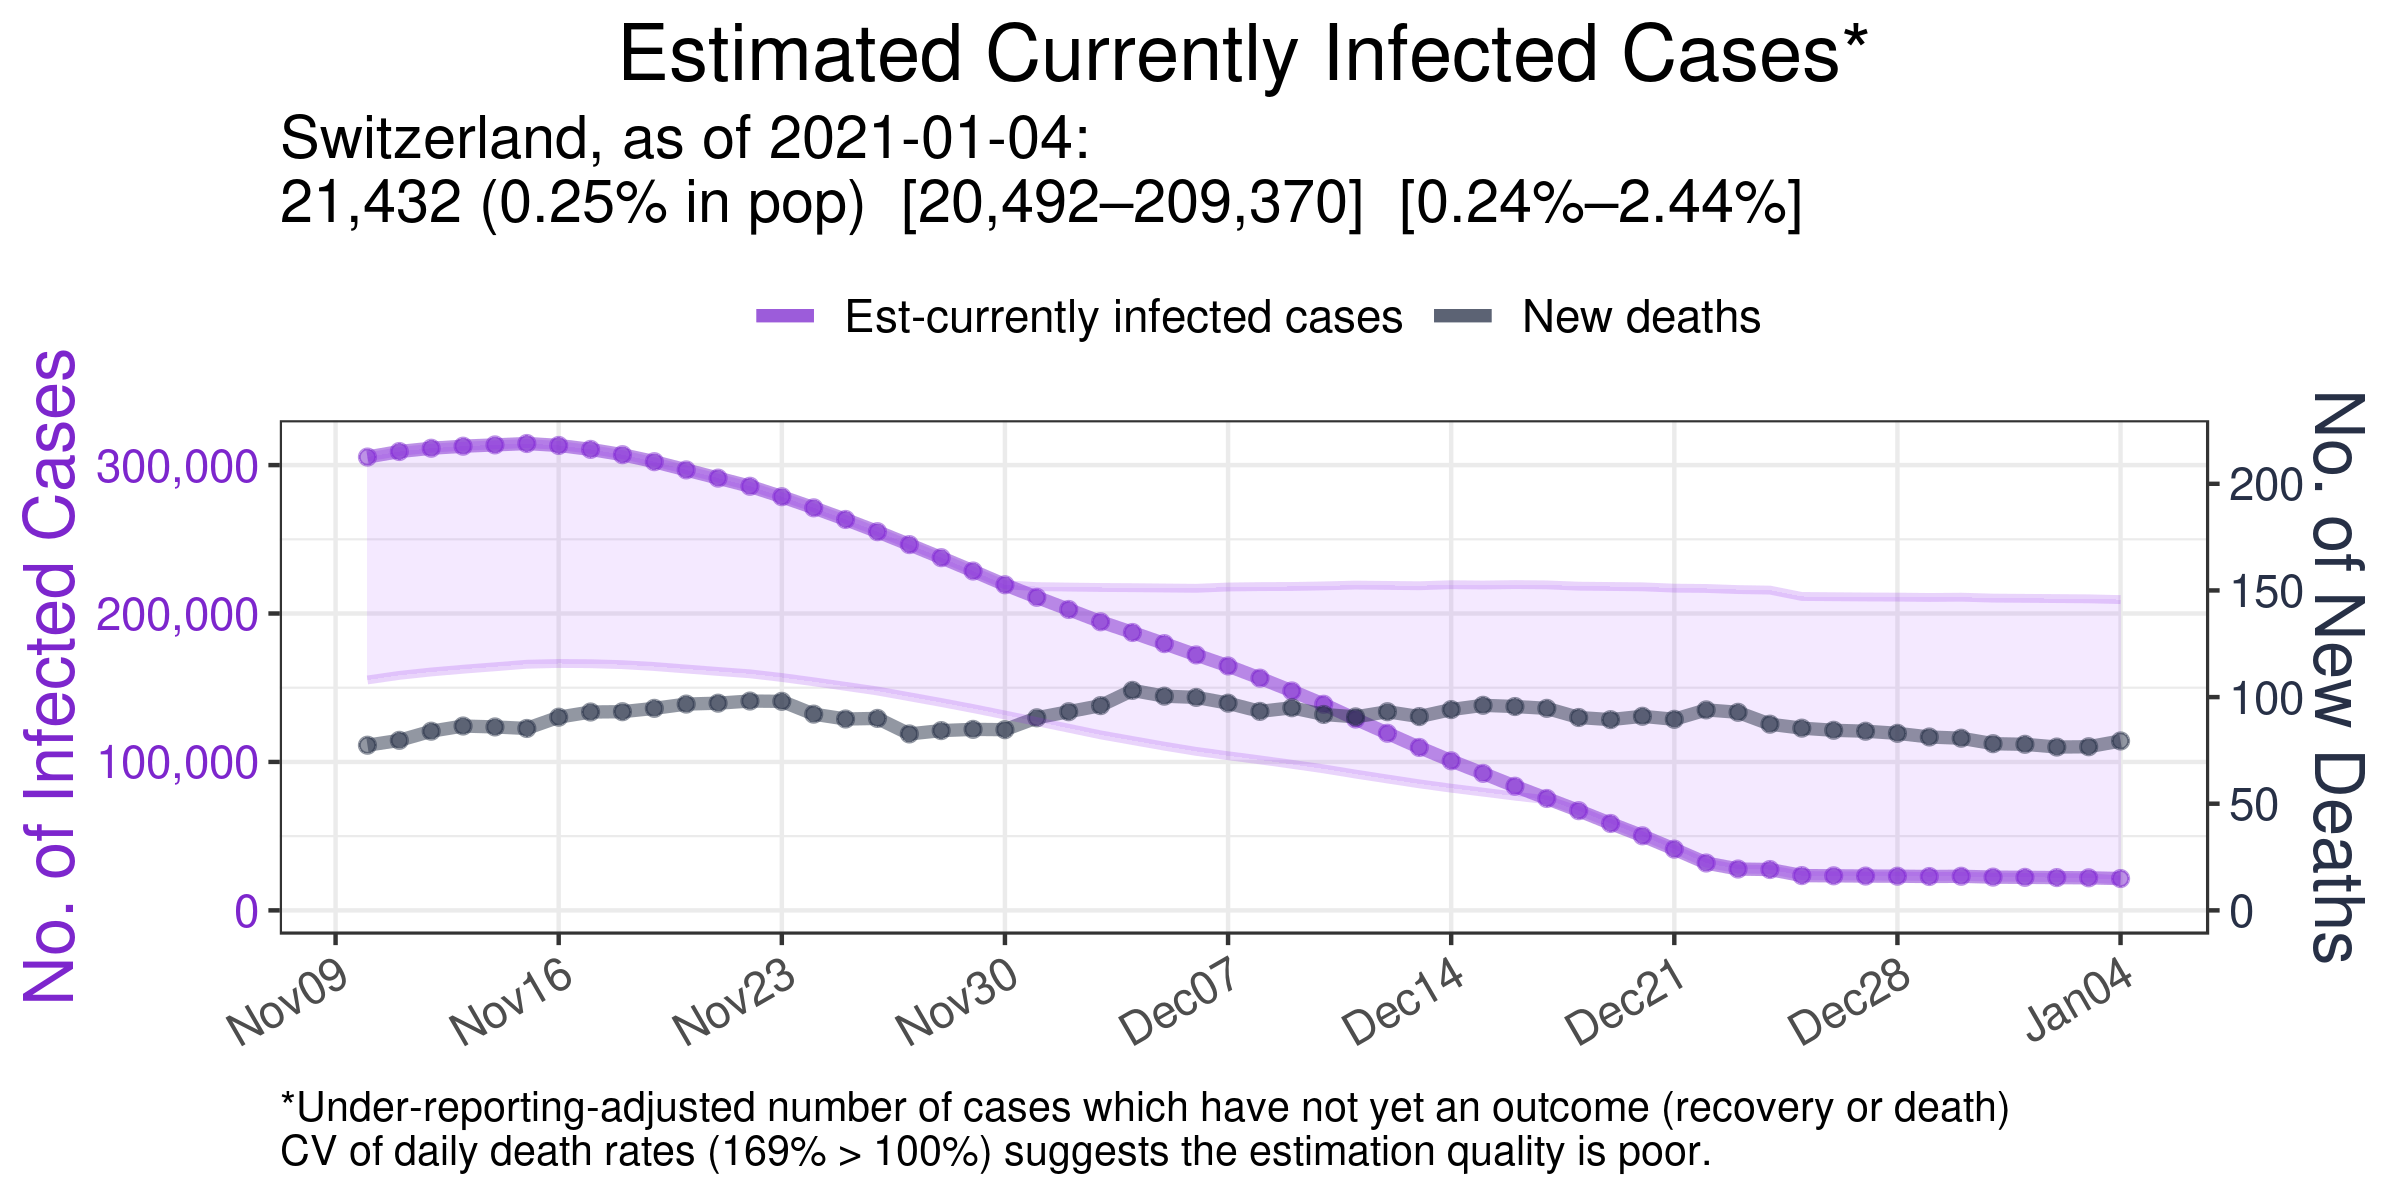 Estimated Currently Infected Cases*
Switzerland, as of 2021-01-04:
21,432 (0.25% in pop)  [20,492–209,370]  [0.24%–2.44%]
Est-currently infected cases
New deaths
No. of Infected Cases
300,000
200,000
100,000
0
200
150
100
50
0
No. of New Deaths
Nov09
Nov16
Nov23
Nov30
Dec07
Dec14
Dec21
Dec28
Jan04
*Under-reporting-adjusted number of cases which have not yet an outcome (recovery or death)
CV of daily death rates (169% > 100%) suggests the estimation quality is poor.